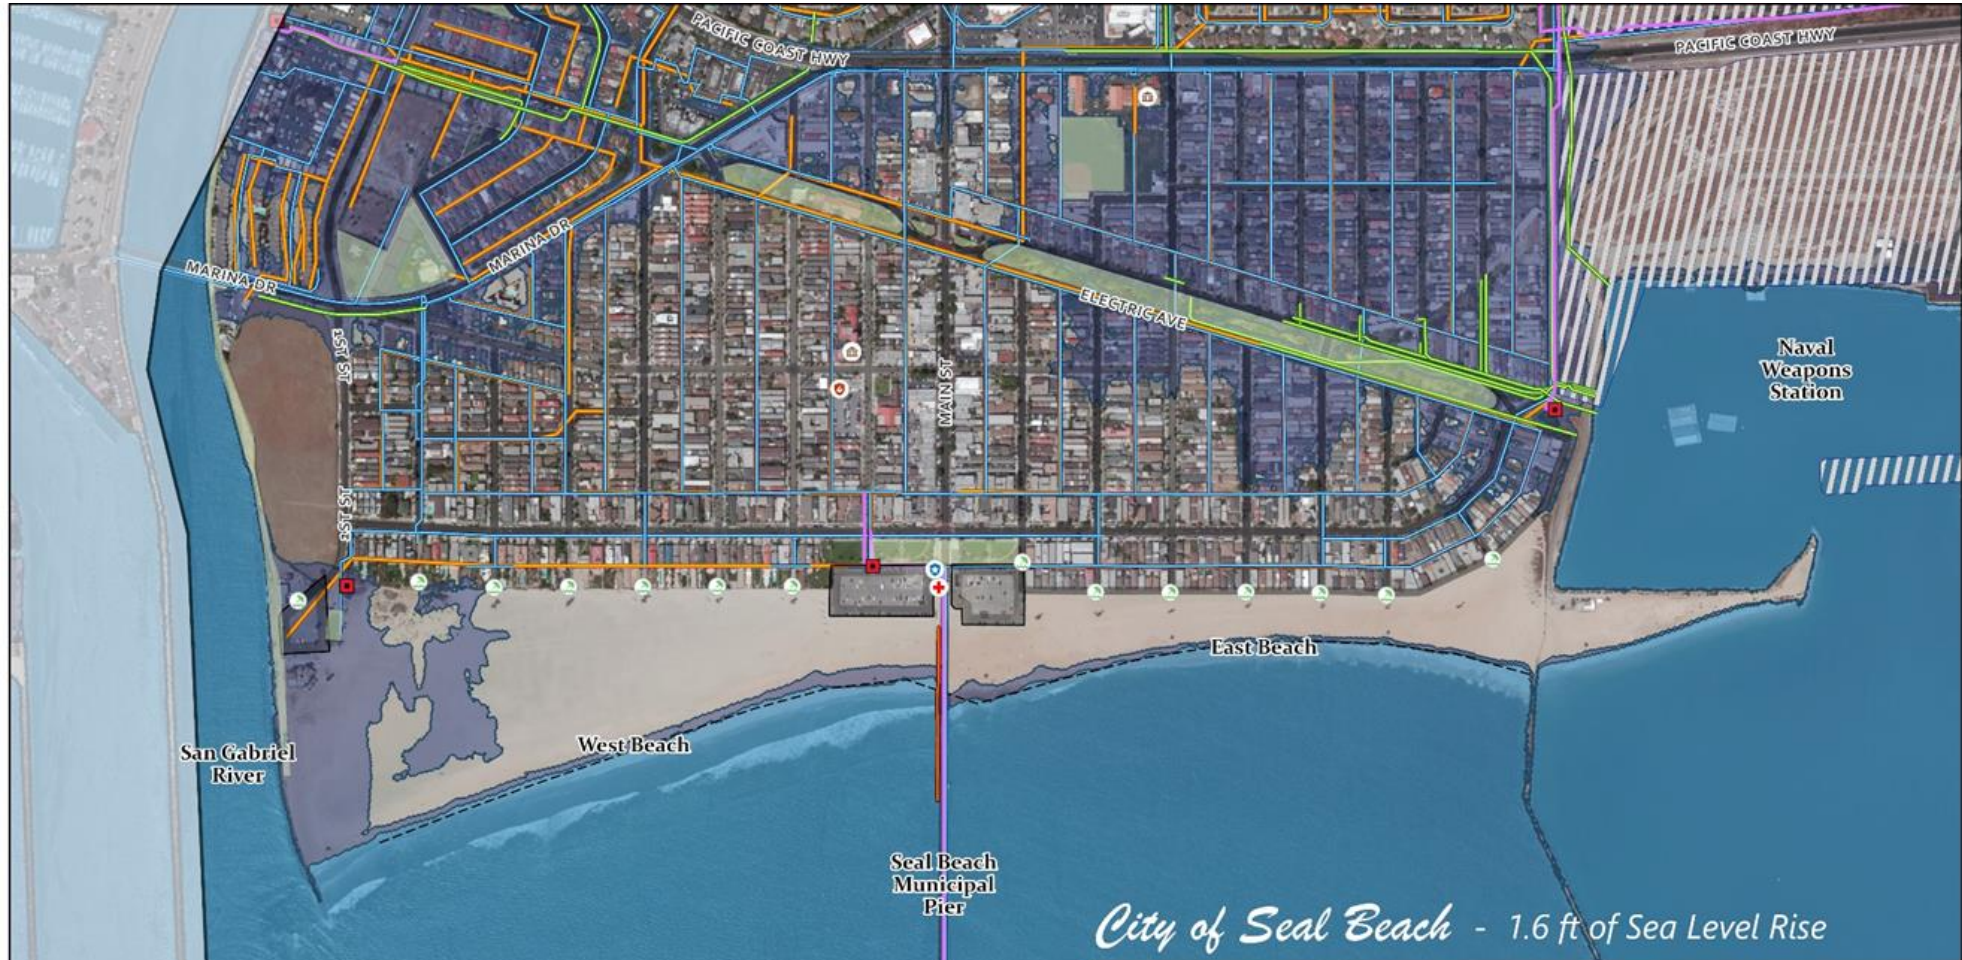 PACIFIC COAST HWY
PACIFIC COAST HWY
MARINA DR
MARINA DR
ELECTRIC AVE
1ST ST
MAIN ST
1ST ST
Naval
Weapons
Station
East Beach
West Beach
San Gabriel
River
Seal Beach
Municipal
Pier
City of Seal Beach - 1.6 ft of Sea Level Rise